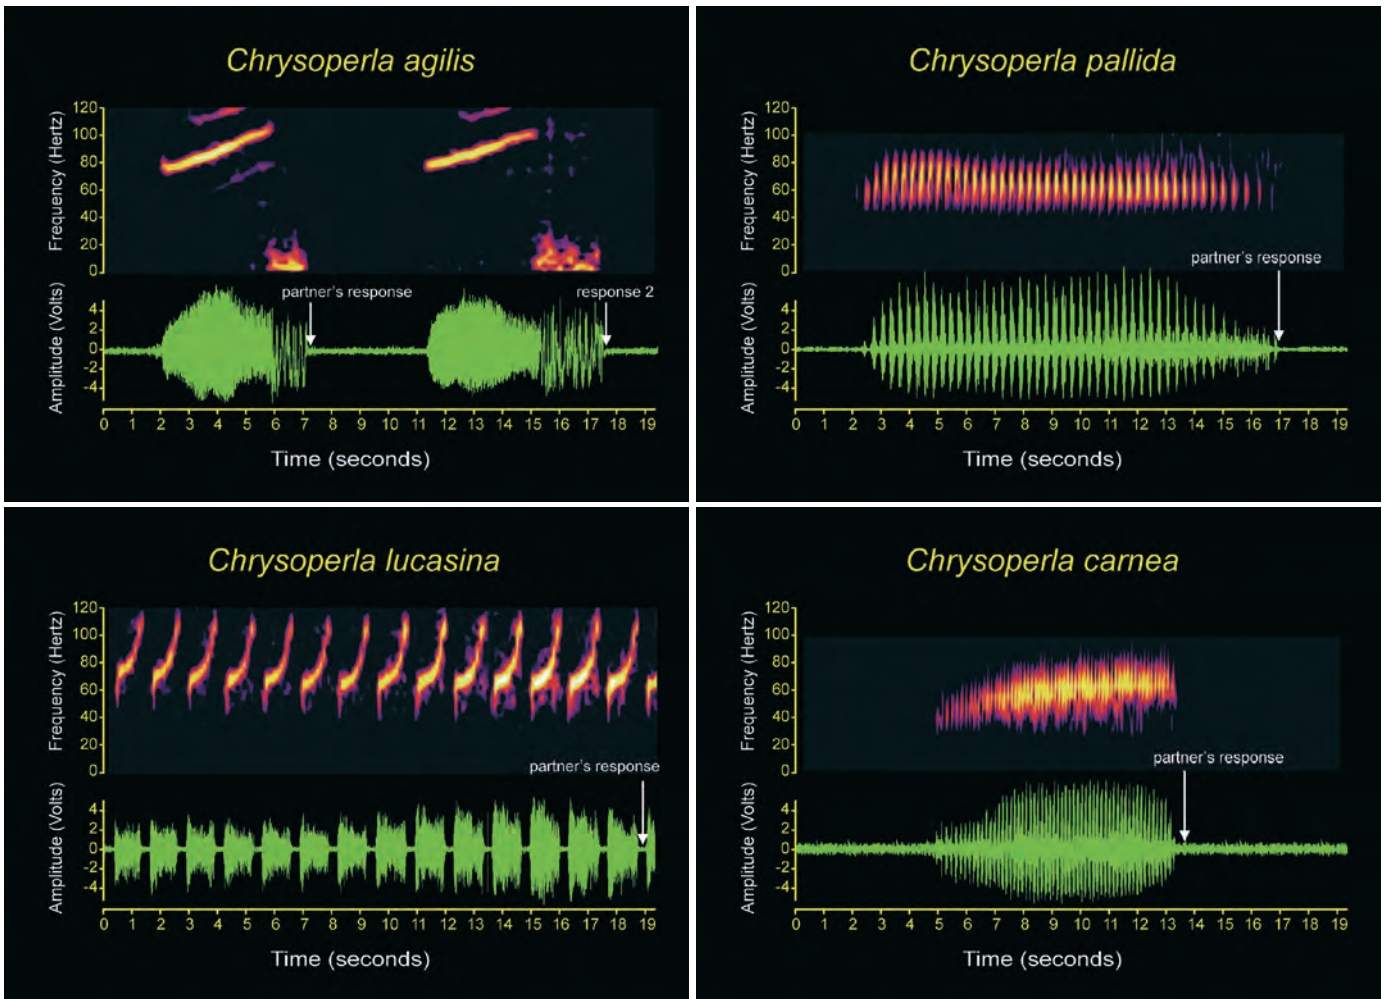 Chrysoperla agilis
Frequency (Hertz)
120
100
80
60
40
20
0
partner's response
response 2
Amplitude (Volts)
4
2
0
-2
-4
0 1 2 3 4 5 6 7 8 9 10 11 12 13 14 15 16 17 18 19
Time (seconds)
Chrysoperla pallida
Frequency (Hertz)
120
100
80
60
40
20
0
partner's response
Amplitude (Volts)
4
2
0
-2
-4
0 1 2 3 4 5 6 7 8 9 10 11 12 13 14 15 16 17 18 19
Time (seconds)
Chrysoperla lucasina
Frequency (Hertz)
120
100
80
60
40
20
0
partner's response
Amplitude (Volts)
4
2
0
-2
-4
0 1 2 3 4 5 6 7 8 9 10 11 12 13 14 15 16 17 18 19
Time (seconds)
Chrysoperla carnea
Frequency (Hertz)
120
100
80
60
40
20
0
partner's response
Amplitude (Volts)
4
2
0
-2
-4
0 1 2 3 4 5 6 7 8 9 10 11 12 13 14 15 16 17 18 19
Time (seconds)